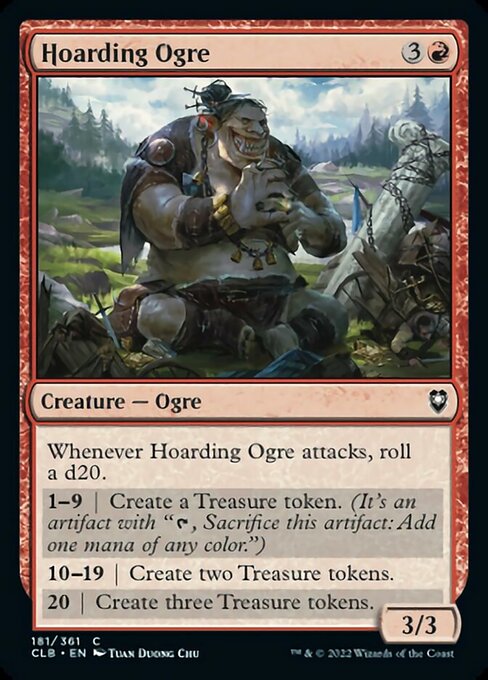 Hoarding Ogre 3
Creature — Ogre
Whenever Hoarding Ogre attacks, roll
a d20.
1–9 | Create a Treasure token. (It's an
artifact with “, Sacrifice this artifact: Add
one mana of any color.”)
10–19 | Create two Treasure tokens.
20 | Create three Treasure tokens.
3/3
181/361 C
CLB • EN Tuan Duong Chu
™ & © 2022 Wizards of the Coast